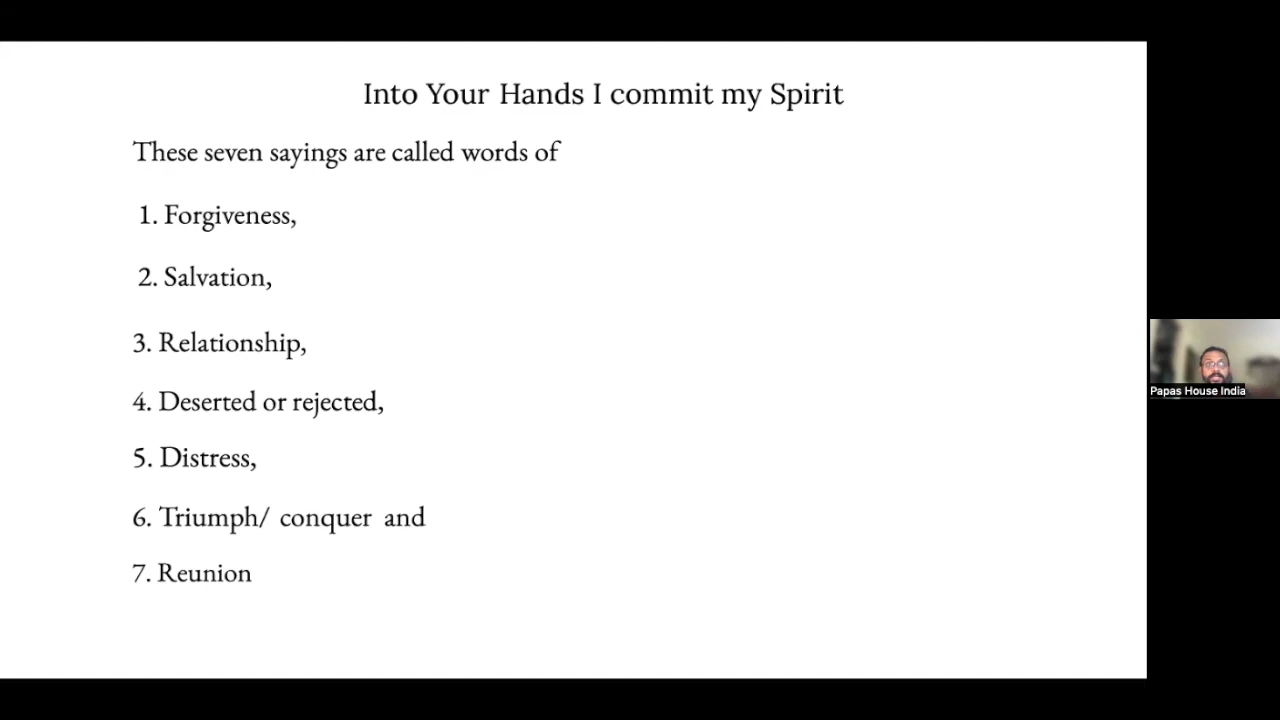 Into Your Hands I commit my Spirit
These seven sayings are called words of
1. Forgiveness,
2. Salvation,
3. Relationship,
4. Deserted or rejected,
5. Distress,
6. Triumph/ conquer and
7. Reunion
Papas House India